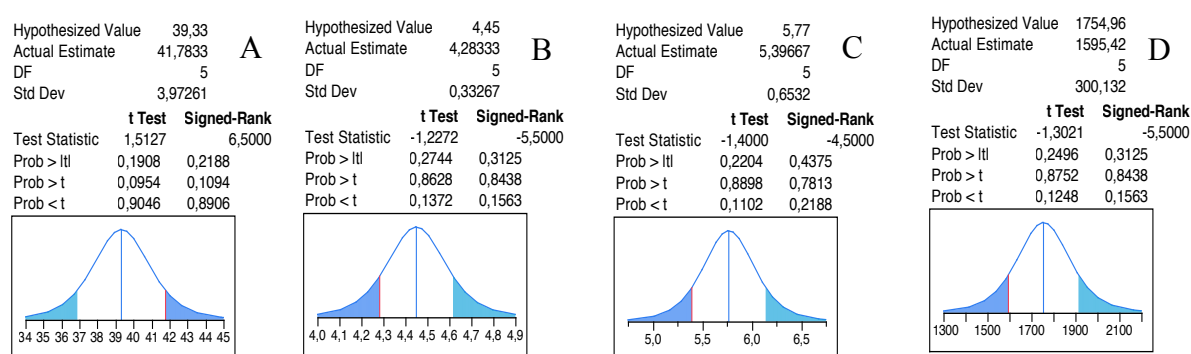 Hypothesized Value 39,33
Actual Estimate 41,7833
DF 5
Std Dev 3,97261
A
t Test Signed-Rank
Test Statistic 1,5127 6,5000
Prob > ltl 0,1908 0,2188
Prob > t 0,0954 0,1094
Prob < t 0,9046 0,8906
34 35 36 37 38 39 40 41 42 43 44 45
Hypothesized Value 4,45
Actual Estimate 4,28333
DF 5
Std Dev 0,33267
B
t Test Signed-Rank
Test Statistic -1,2272 -5,5000
Prob > ltl 0,2744 0,3125
Prob > t 0,8628 0,8438
Prob < t 0,1372 0,1563
4,0 4,1 4,2 4,3 4,4 4,5 4,6 4,7 4,8 4,9
Hypothesized Value 5,77
Actual Estimate 5,39667
DF 5
Std Dev 0,6532
C
t Test Signed-Rank
Test Statistic -1,4000 -4,5000
Prob > ltl 0,2204 0,4375
Prob > t 0,8898 0,7813
Prob < t 0,1102 0,2188
5,0 5,5 6,0 6,5
Hypothesized Value 1754,96
Actual Estimate 1595,42
DF 5
Std Dev 300,132
D
t Test Signed-Rank
Test Statistic -1,3021 -5,5000
Prob > ltl 0,2496 0,3125
Prob > t 0,8752 0,8438
Prob < t 0,1248 0,1563
1300 1500 1700 1900 2100